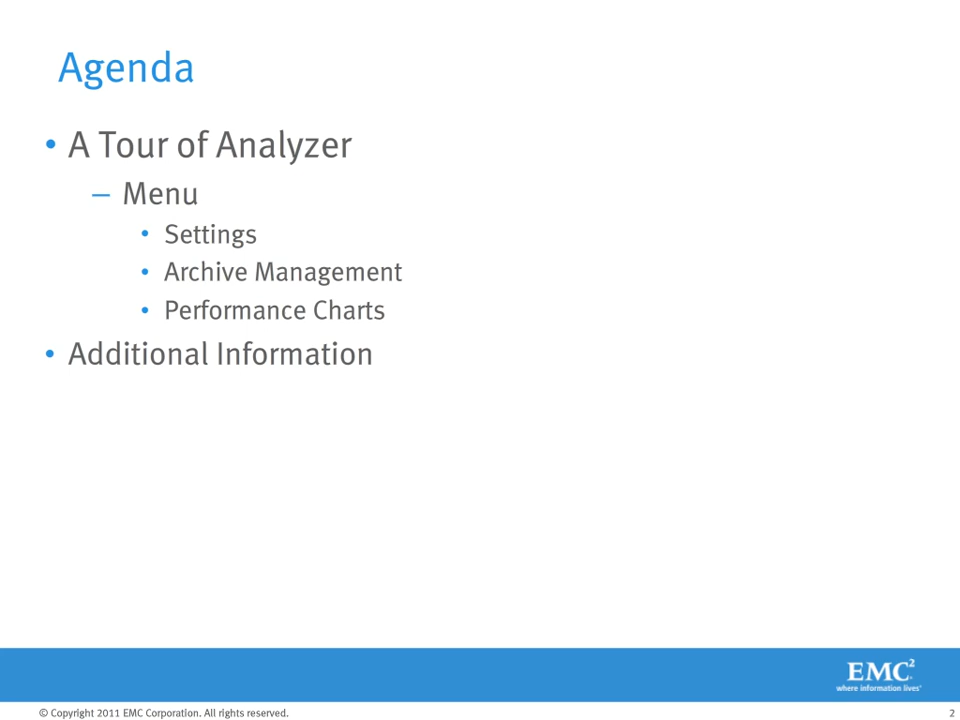 Agenda
• A Tour of Analyzer
– Menu
• Settings
• Archive Management
• Performance Charts
• Additional Information
EMC²
where information lives®
© Copyright 2011 EMC Corporation. All rights reserved.
2